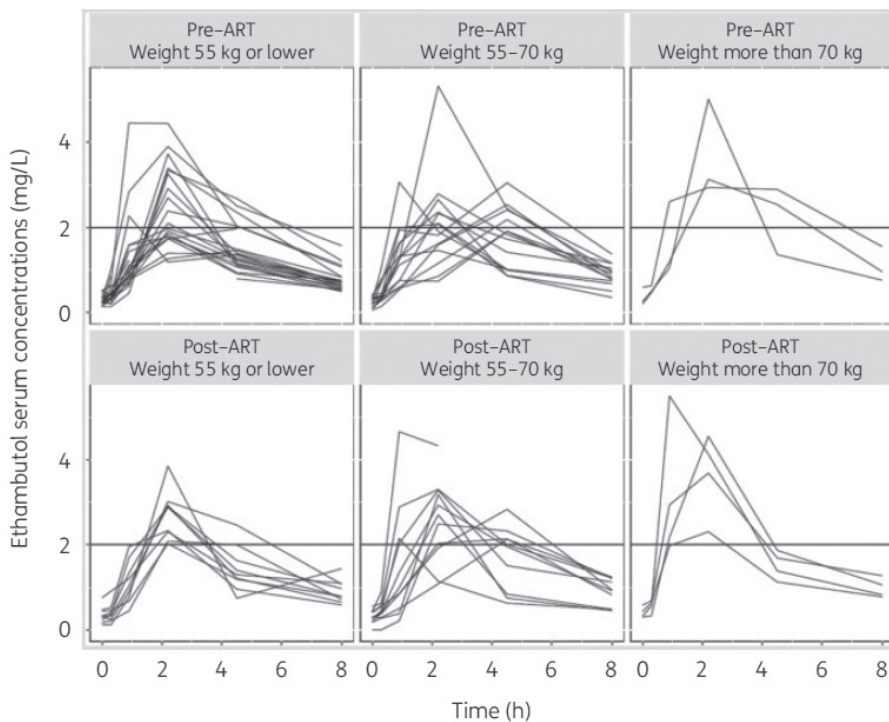 Pre–ART
Weight 55 kg or lower
Pre–ART
Weight 55–70 kg
Pre–ART
Weight more than 70 kg
4
2
0
Post–ART
Weight 55 kg or lower
Post–ART
Weight 55–70 kg
Post–ART
Weight more than 70 kg
4
2
0
0 2 4 6 8 0 2 4 6 8 0 2 4 6 8
Ethambutol serum concentrations (mg/L)
Time (h)